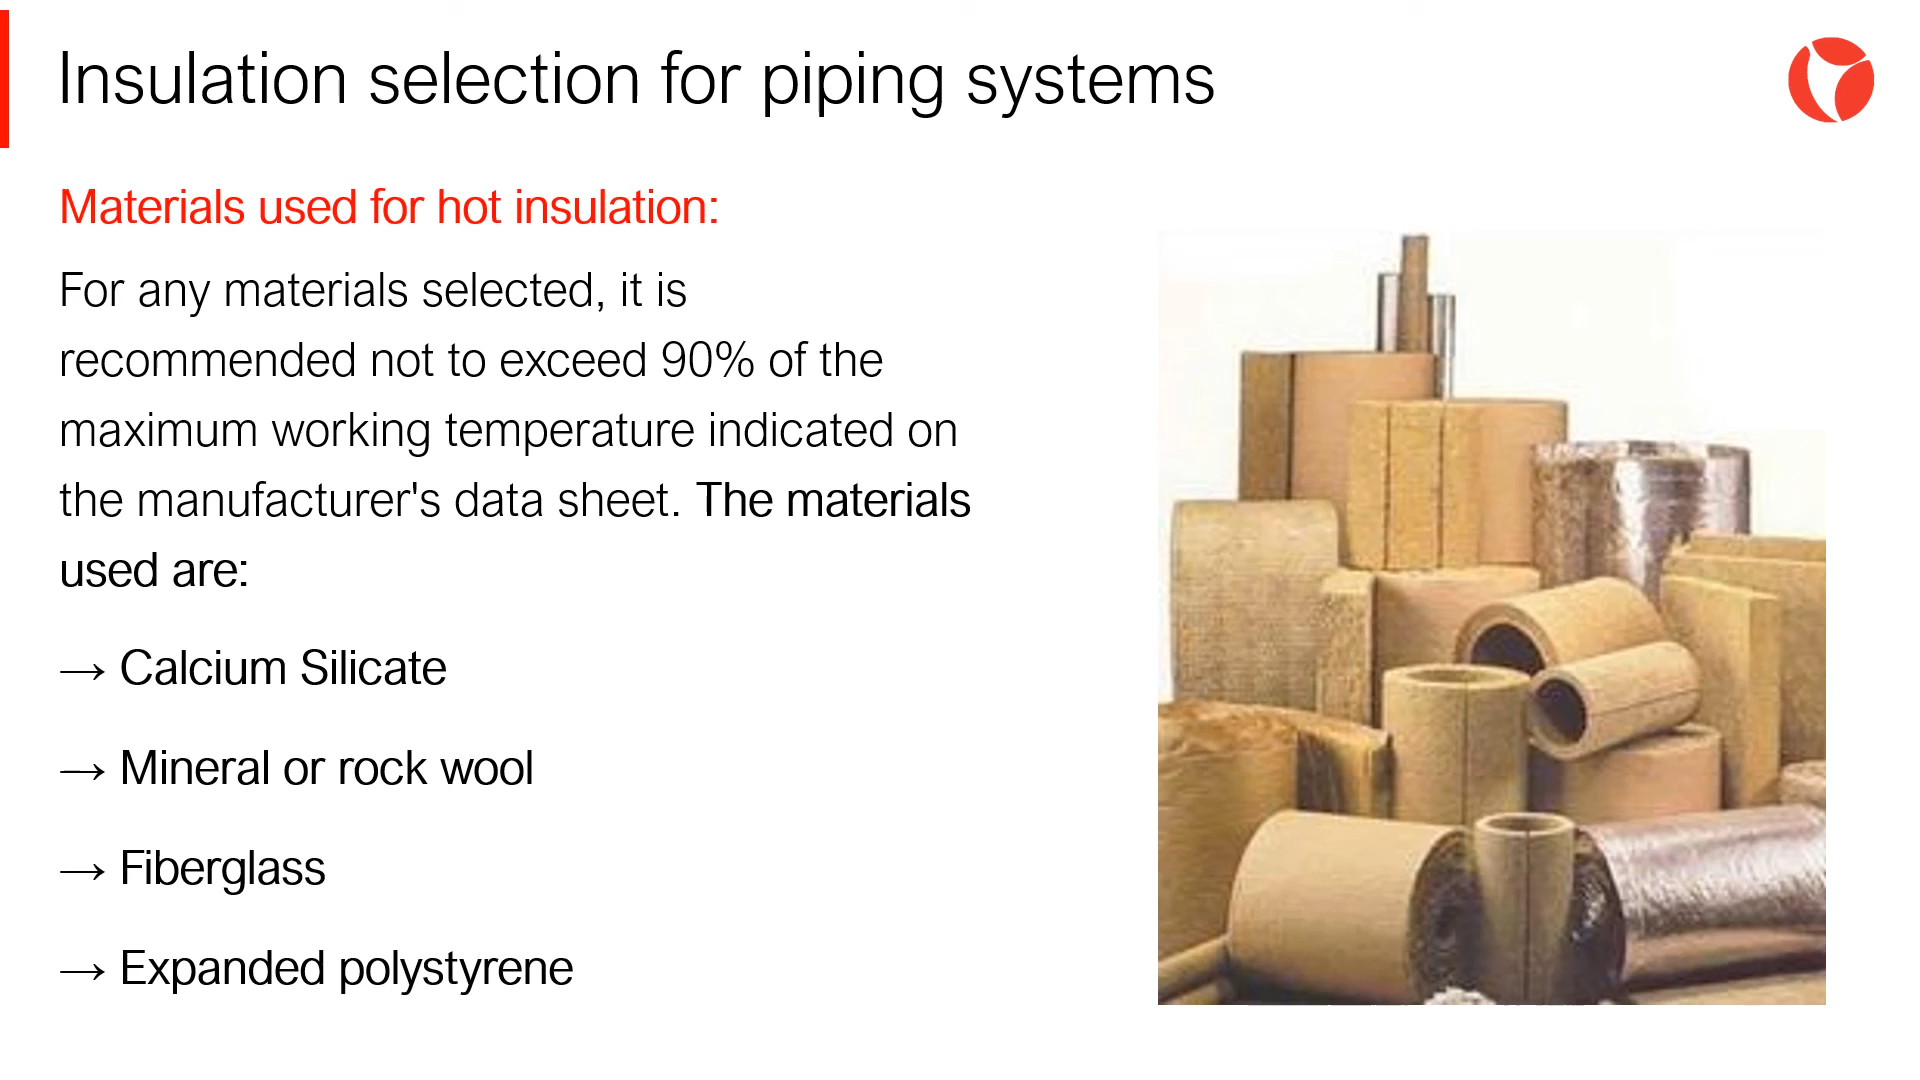 Insulation selection for piping systems
Materials used for hot insulation:
For any materials selected, it is
recommended not to exceed 90% of the
maximum working temperature indicated on
the manufacturer's data sheet. The materials
used are:
→ Calcium Silicate
→ Mineral or rock wool
→ Fiberglass
→ Expanded polystyrene